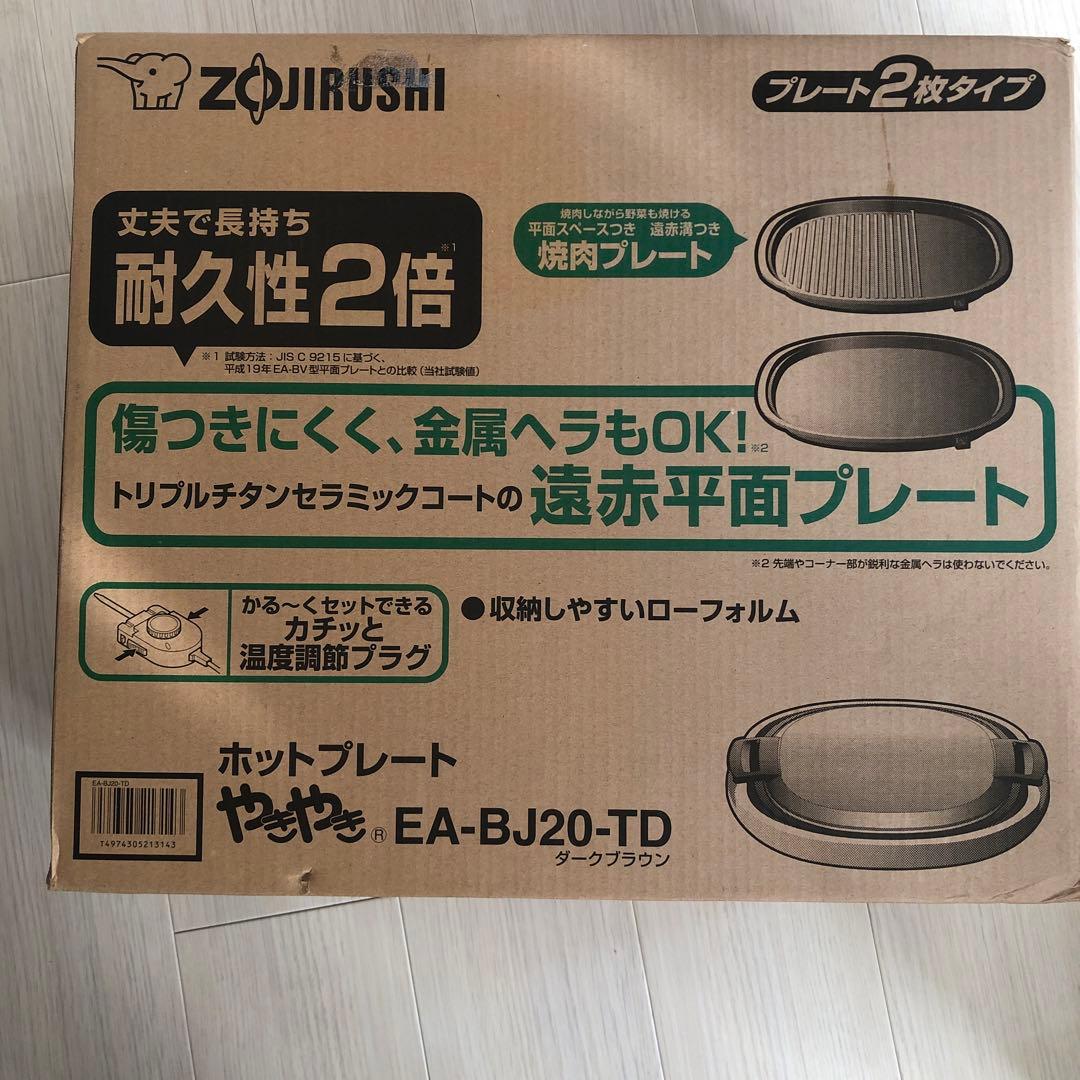 ZOJIRUSHI
プレート2枚タイプ
丈夫で長持ち
耐久性2倍※1
※1 試験方法：JIS C 9215に基づく、
平成19年EA-BV型平面プレートとの比較（当社試験値）
焼肉しながら野菜も焼ける
平面スペースつき 遠赤溝つき
焼肉プレート
傷つきにくく、金属ヘラもOK!※2
トリプルチタンセラミックコートの 遠赤平面プレート
※2 先端やコーナー部が鋭利な金属ヘラは使わないでください。
かる〜くセットできる
カチッと
温度調節プラグ
●収納しやすいローフォルム
ホットプレート
やきやき® EA-BJ20-TD
ダークブラウン
EA-BJ20-TD
T4974305213143